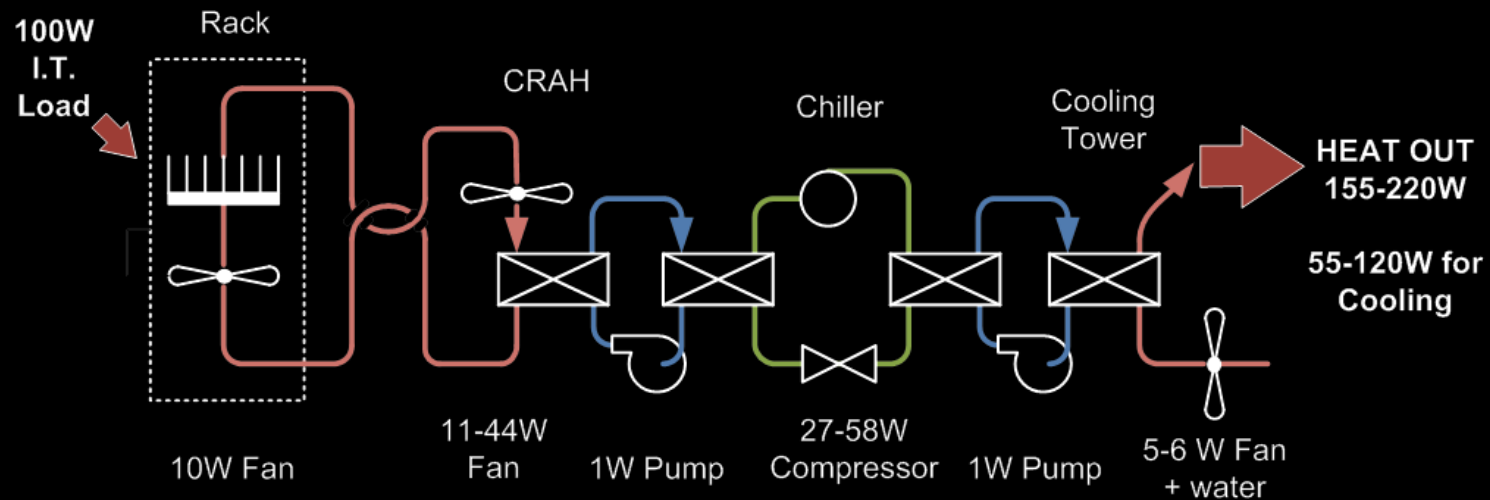 100W
I.T.
Load
Rack
CRAH
Chiller
Cooling
Tower
HEAT OUT
155-220W
55-120W for
Cooling
10W Fan
11-44W
Fan
1W Pump
27-58W
Compressor
1W Pump
5-6 W Fan
+ water